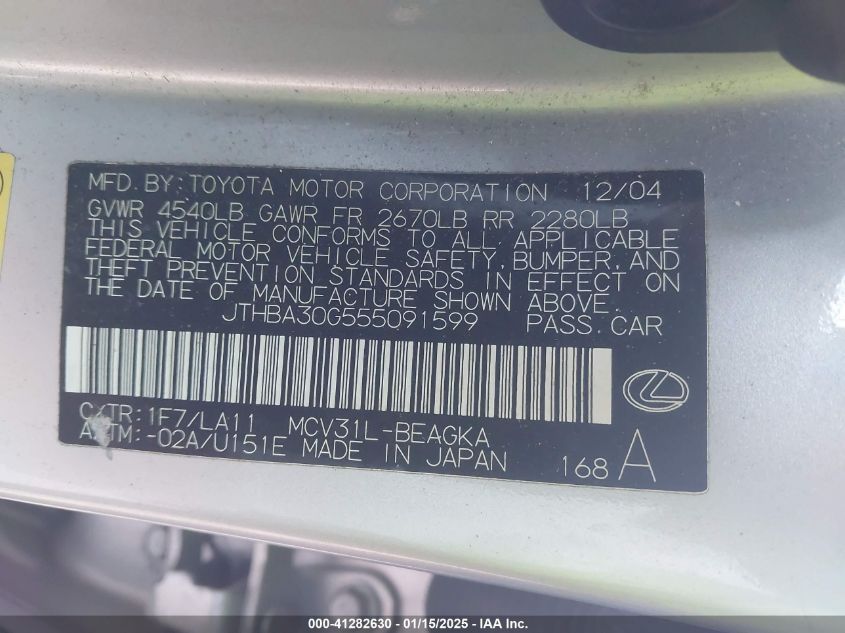 MFD. BY: TOYOTA MOTOR CORPORATION 12/04
GVWR 4540LB GAWR FR 2670LB RR 2280LB
THIS VEHICLE CONFORMS TO ALL APPLICABLE
FEDERAL MOTOR VEHICLE SAFETY, BUMPER, AND
THEFT PREVENTION STANDARDS IN EFFECT ON
THE DATE OF MANUFACTURE SHOWN ABOVE.
JTHBA30G555091599 PASS. CAR
C/TR: 1F7/LA11 MCV31L-BEAGKA
A/TM: -02A/U151E MADE IN JAPAN
168 A
000-41282630 - 01/15/2025 - IAA Inc.